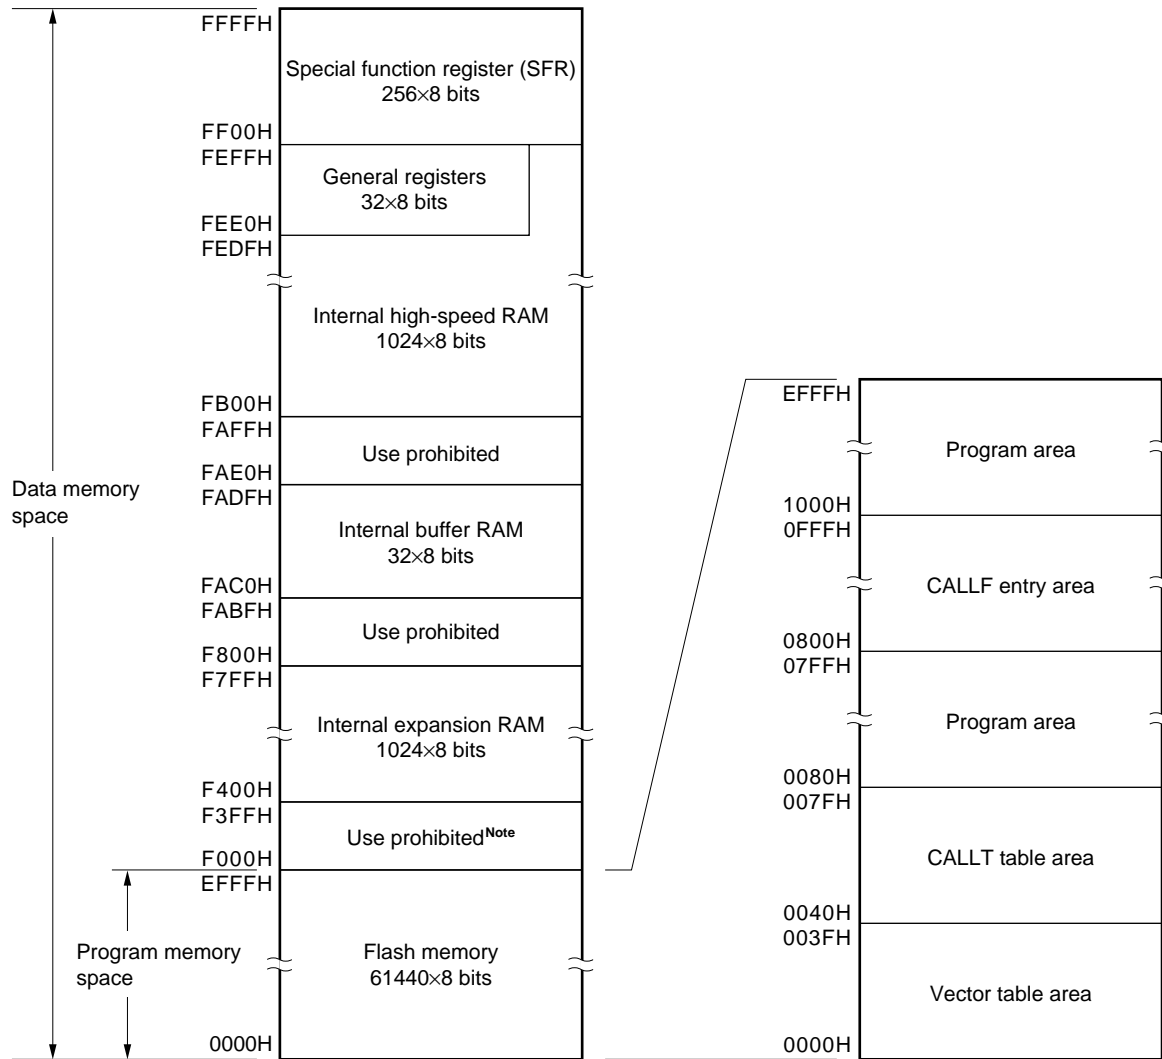 FFFFH
Special function register (SFR)
256×8 bits
FF00H
FEFFH
General registers
32×8 bits
FEE0H
FEDFH
Internal high-speed RAM
1024×8 bits
FB00H
FAFFH
Use prohibited
FAE0H
FADFH
Data memory
space
Internal buffer RAM
32×8 bits
FAC0H
FABFH
Use prohibited
F800H
F7FFH
Internal expansion RAM
1024×8 bits
F400H
F3FFH
Use prohibitedNote
F000H
EFFFH
Program memory
space
Flash memory
61440×8 bits
0000H
EFFFH
Program area
1000H
0FFFH
CALLF entry area
0800H
07FFH
Program area
0080H
007FH
CALLT table area
0040H
003FH
Vector table area
0000H